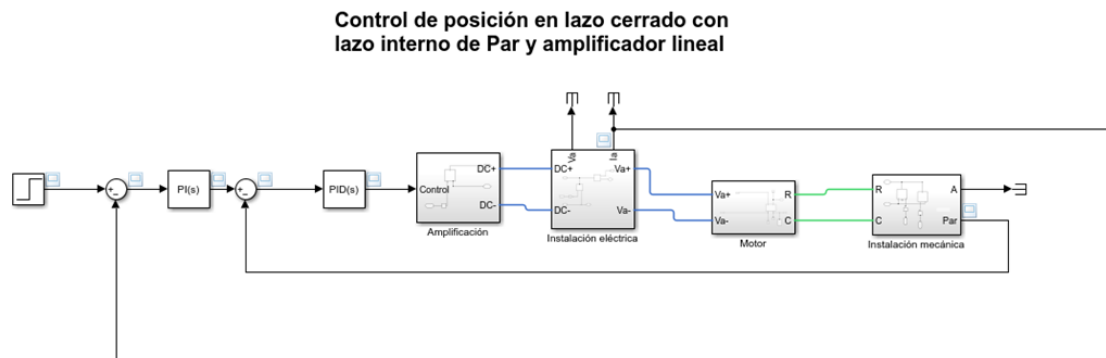 Control de posición en lazo cerrado con
lazo interno de Par y amplificador lineal
Va
Ia
PI(s)
PID(s)
Control
DC+
DC-
Amplificación
DC+
DC-
Va+
Va-
Instalación eléctrica
Va+
Va-
R
C
Motor
R
C
A
Par
Instalación mecánica